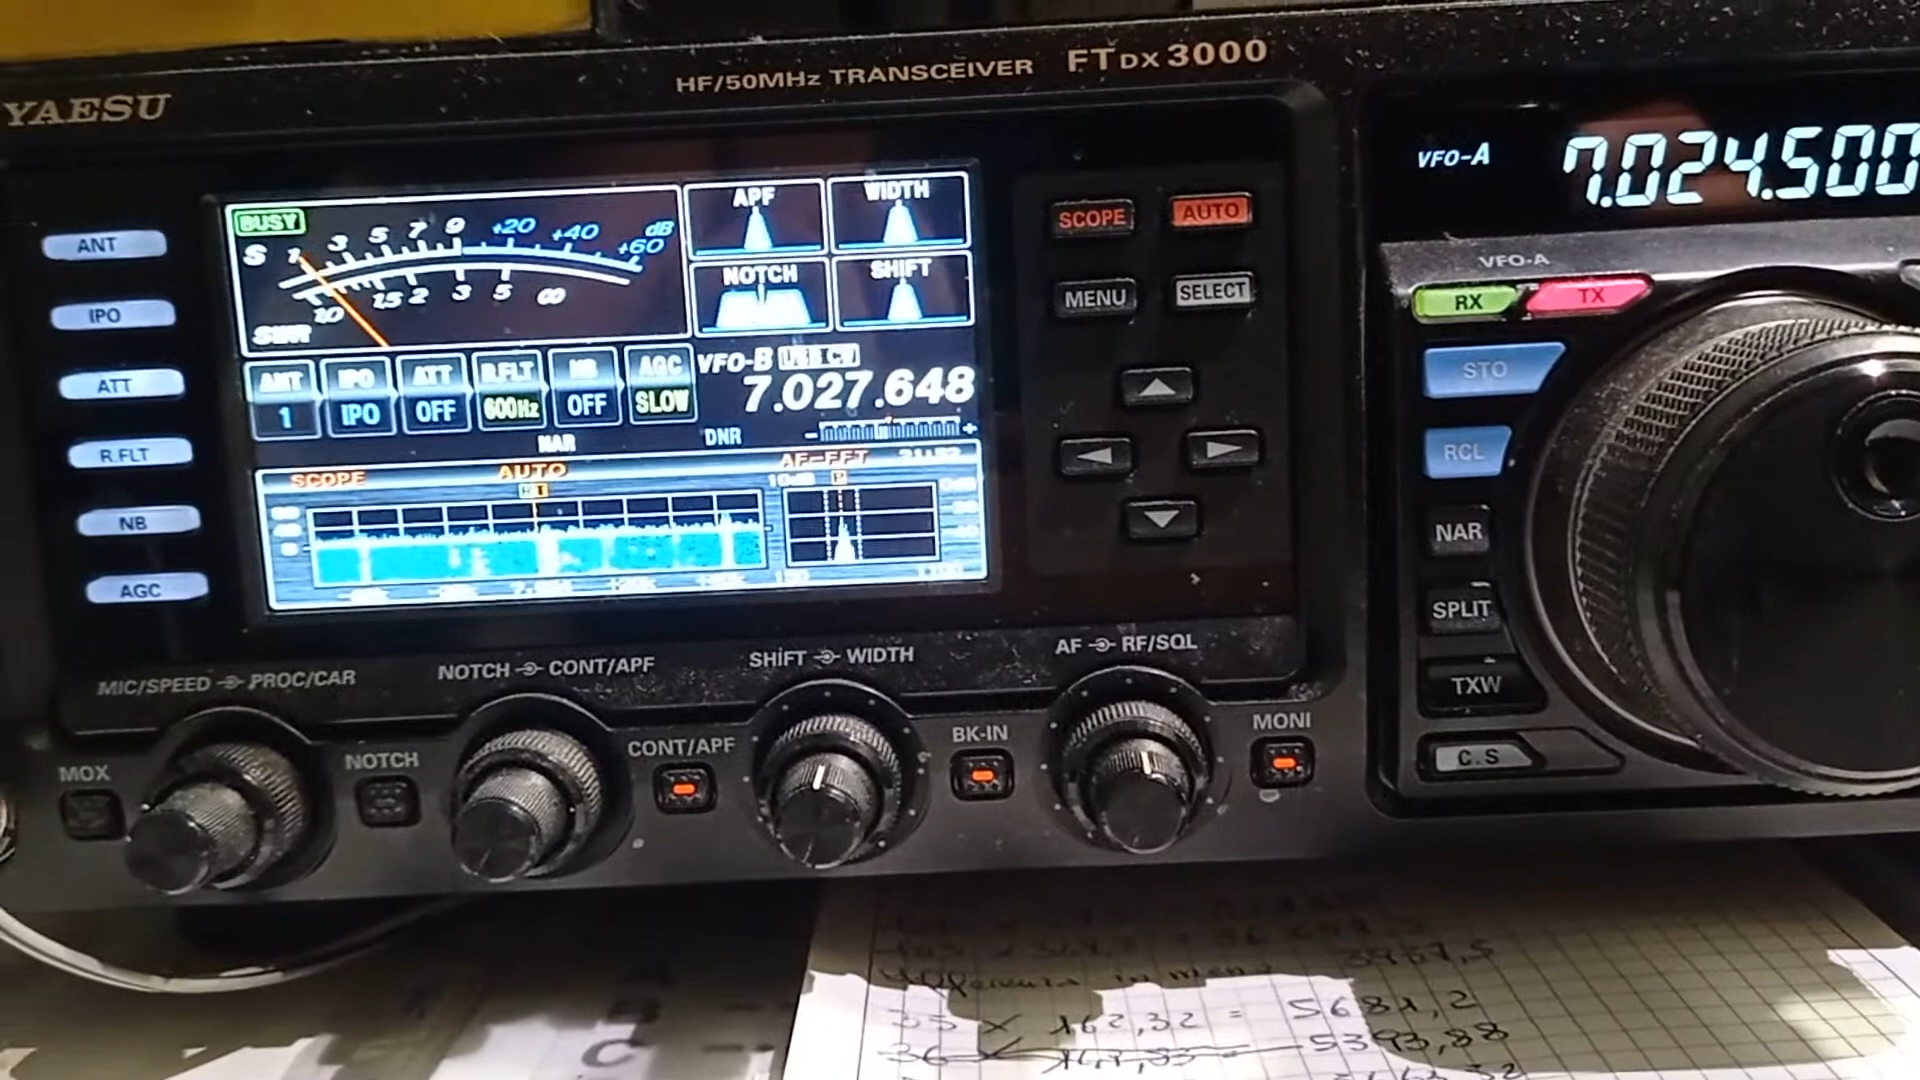 HF/50MHz TRANSCEIVER FTDX3000
YAESU
VFO-A 7.024.500
BUSY
S 1 3 5 7 9 +20 +40 +60 dB
1.5 2 3 5 ∞
SWR
APF WIDTH
NOTCH SHIFT
ANT IPO ATT R.FLT NB AGC
1 IPO OFF 600Hz OFF SLOW
VFO-B
7.027.648
NAR DNR
SCOPE AUTO AF-FFT
ANT
IPO
ATT
R.FLT
NB
AGC
SCOPE AUTO
MENU SELECT
VFO-A
RX TX
STO
RCL
NAR
SPLIT
TXW
C.S
MIC/SPEED PROC/CAR
NOTCH CONT/APF
SHIFT WIDTH
AF RF/SQL
MOX
NOTCH
CONT/APF
BK-IN
MONI
3957,5
35 x 162,32 = 5681,2
5393,88
B
C